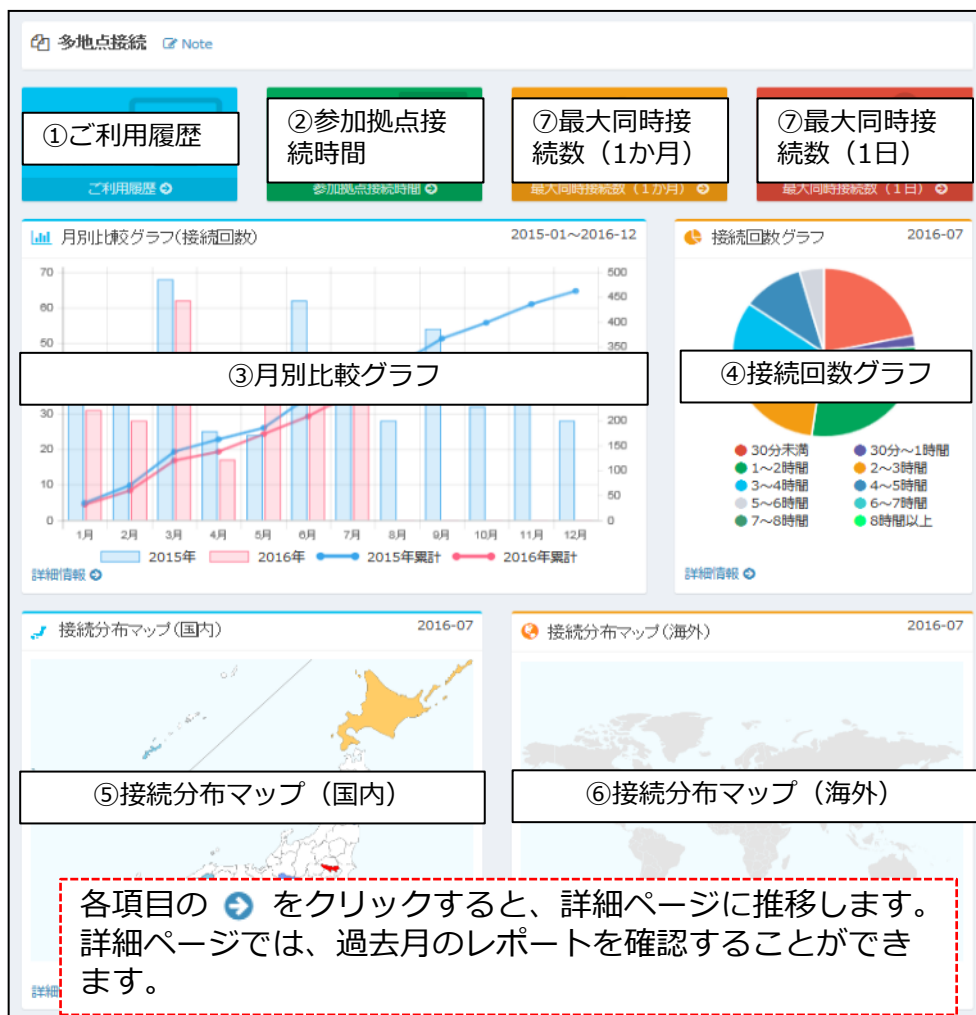 多地点接続 Note
①ご利用履歴
ご利用履歴
②参加拠点接
続時間
参加拠点接続時間
⑦最大同時接
続数（1か月）
最大同時接続数（1か月）
⑦最大同時接
続数（1日）
最大同時接続数（1日）
月別比較グラフ(接続回数) 2015-01～2016-12
70
60
50
30
20
10
0
500
450
400
350
200
150
100
50
0
③月別比較グラフ
1月 2月 3月 4月 5月 6月 7月 8月 9月 10月 11月 12月
2015年 2016年 2015年累計 2016年累計
詳細情報
接続回数グラフ 2016-07
④接続回数グラフ
30分未満 30分～1時間
1～2時間 2～3時間
3～4時間 4～5時間
5～6時間 6～7時間
7～8時間 8時間以上
詳細情報
接続分布マップ(国内) 2016-07
⑤接続分布マップ（国内）
接続分布マップ(海外) 2016-07
⑥接続分布マップ（海外）
各項目の をクリックすると、詳細ページに推移します。
詳細ページでは、過去月のレポートを確認することができ
ます。
詳細